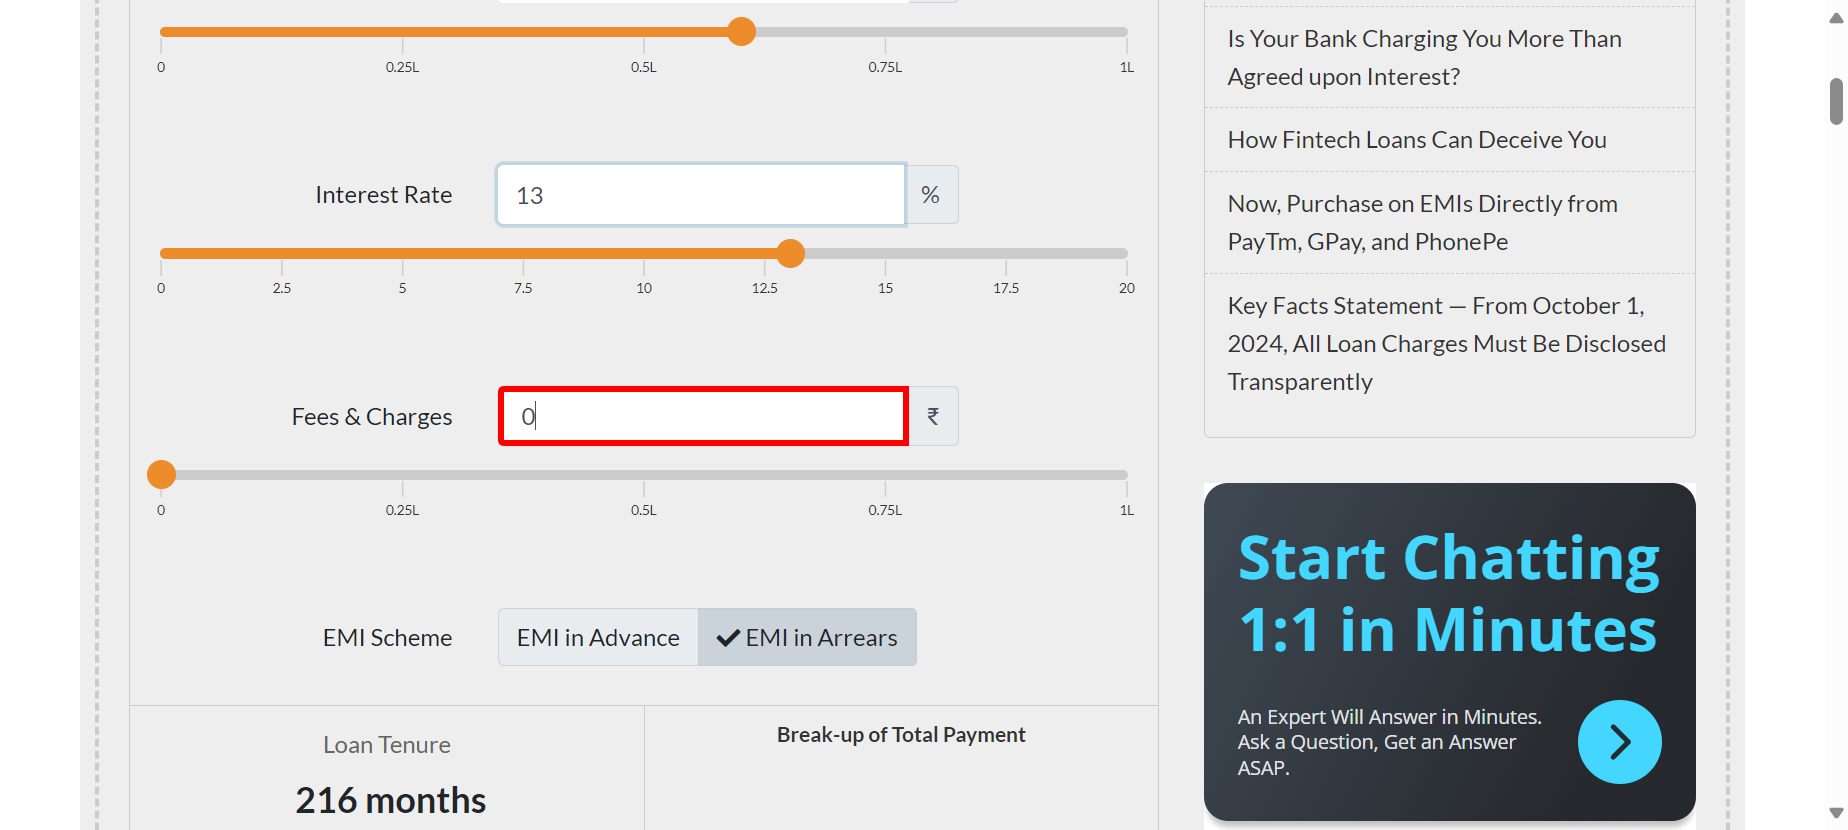 0
0.25L
0.5L
0.75L
1L
Interest Rate
13
%
0
2.5
5
7.5
10
12.5
15
17.5
20
Fees & Charges
0
₹
0
0.25L
0.5L
0.75L
1L
EMI Scheme
EMI in Advance
EMI in Arrears
Loan Tenure
216 months
Break-up of Total Payment
Is Your Bank Charging You More Than
Agreed upon Interest?
How Fintech Loans Can Deceive You
Now, Purchase on EMIs Directly from
PayTm, GPay, and PhonePe
Key Facts Statement — From October 1,
2024, All Loan Charges Must Be Disclosed
Transparently
Start Chatting
1:1 in Minutes
An Expert Will Answer in Minutes.
Ask a Question, Get an Answer
ASAP.